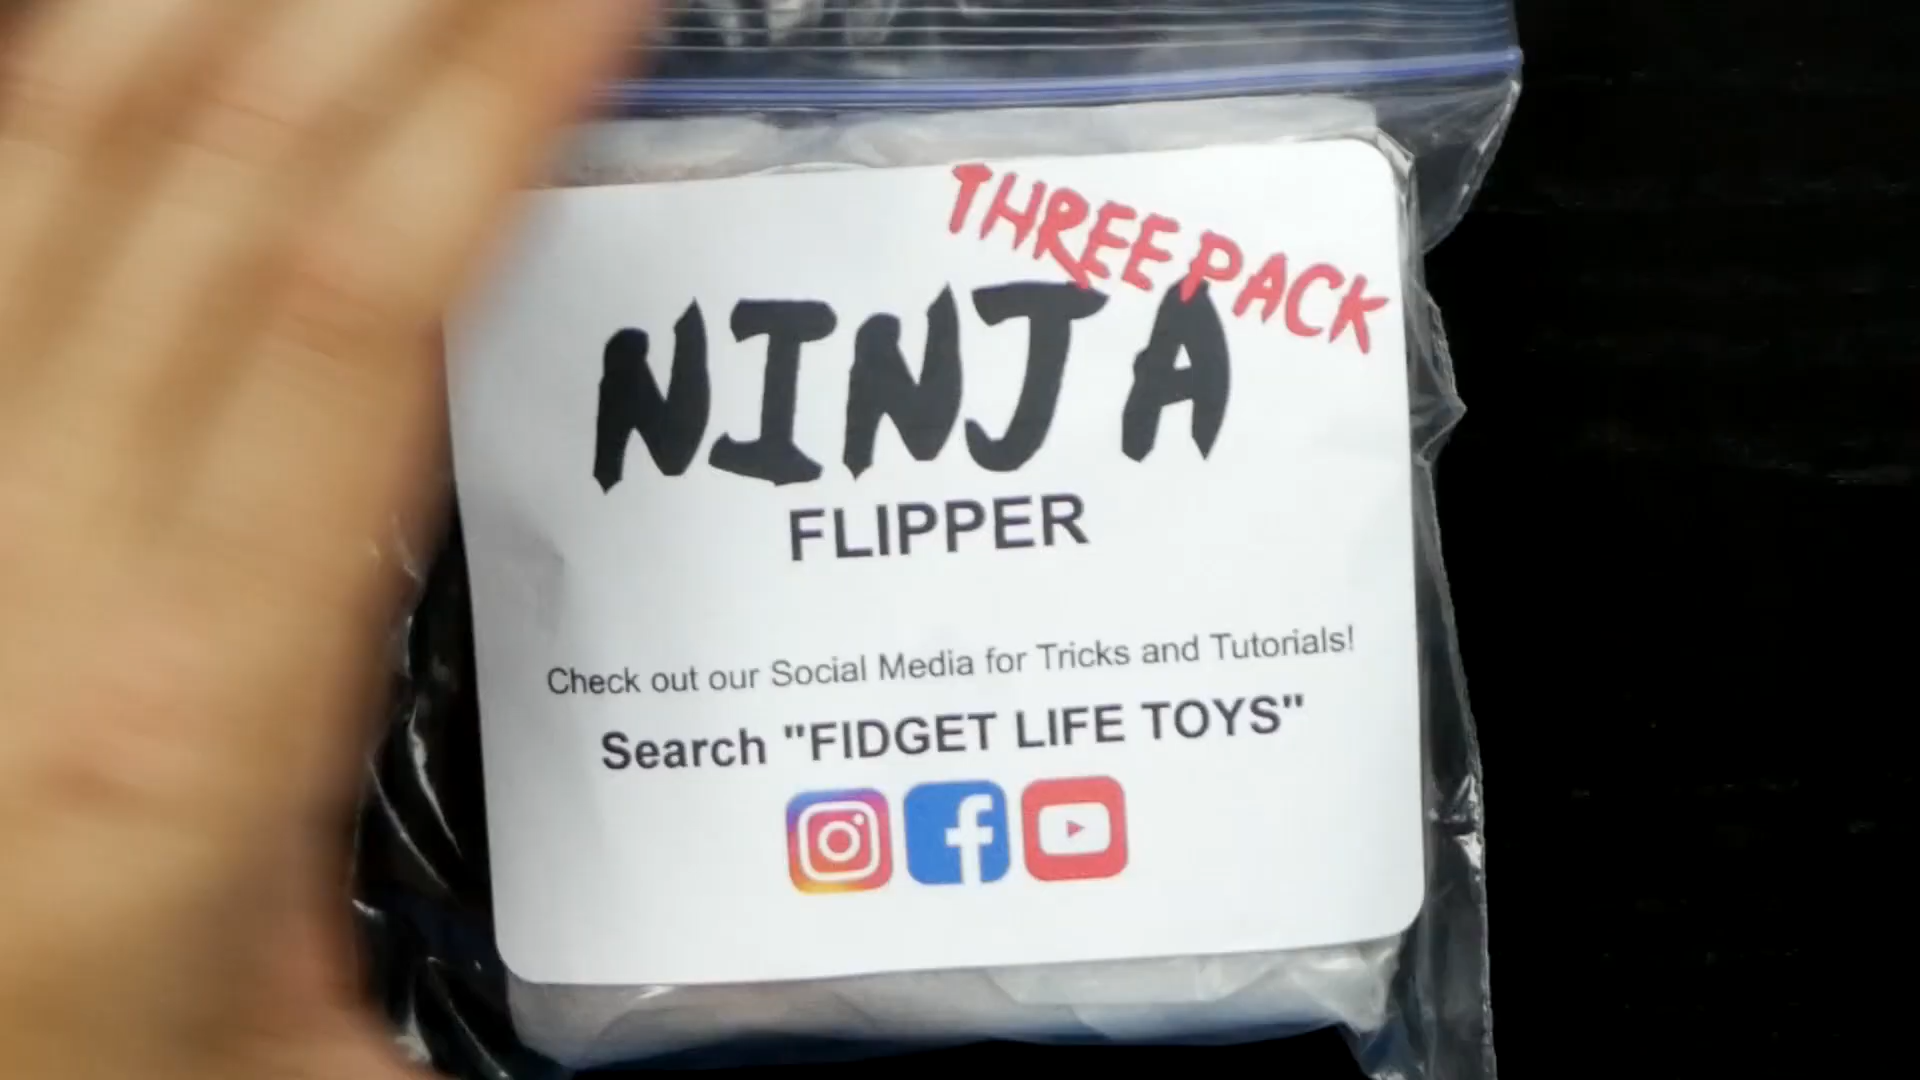 THREE PACK
NINJA
FLIPPER
Check out our Social Media for Tricks and Tutorials!
Search "FIDGET LIFE TOYS"